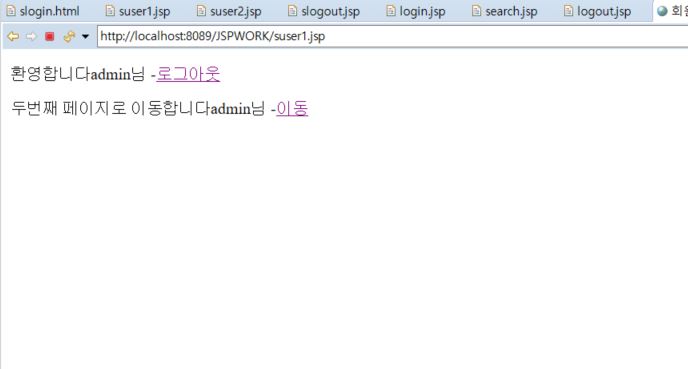 slogin.html suser1.jsp suser2.jsp slogout.jsp login.jsp search.jsp logout.jsp 회원
http://localhost:8089/JSPWORK/suser1.jsp
환영합니다admin님 -로그아웃
두번째 페이지로 이동합니다admin님 -이동